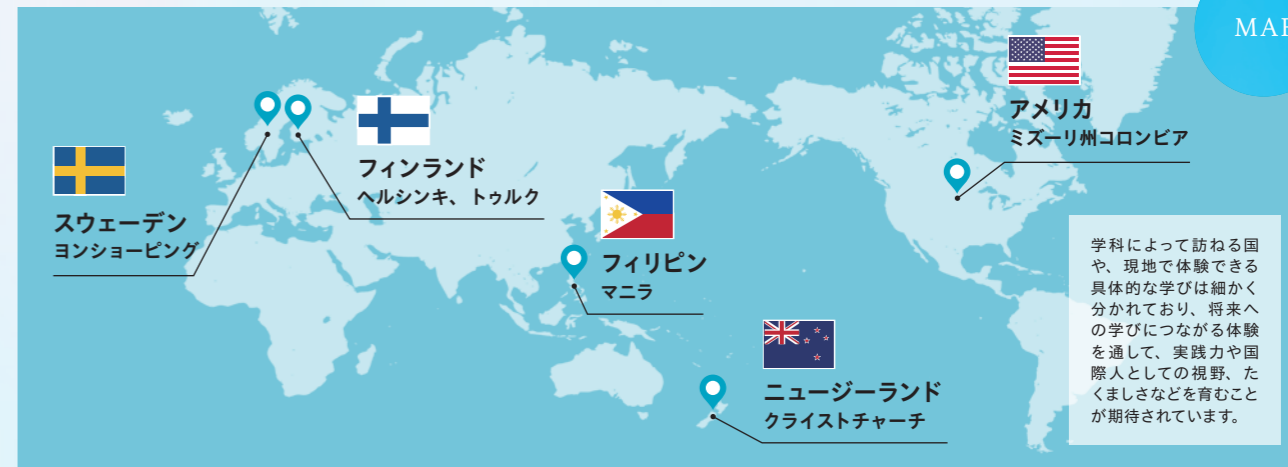 MAP
アメリカ
ミズーリ州コロンビア
フィンランド
ヘルシンキ、トゥルク
スウェーデン
ヨンショーピング
フィリピン
マニラ
ニュージーランド
クライストチャーチ
学科によって訪ねる国
や、現地で体験できる
具体的な学びは細かく
分かれており、将来へ
の学びにつながる体験
を通して、実践力や国
際人としての視野、た
くましさなどを育むこと
が期待されています。